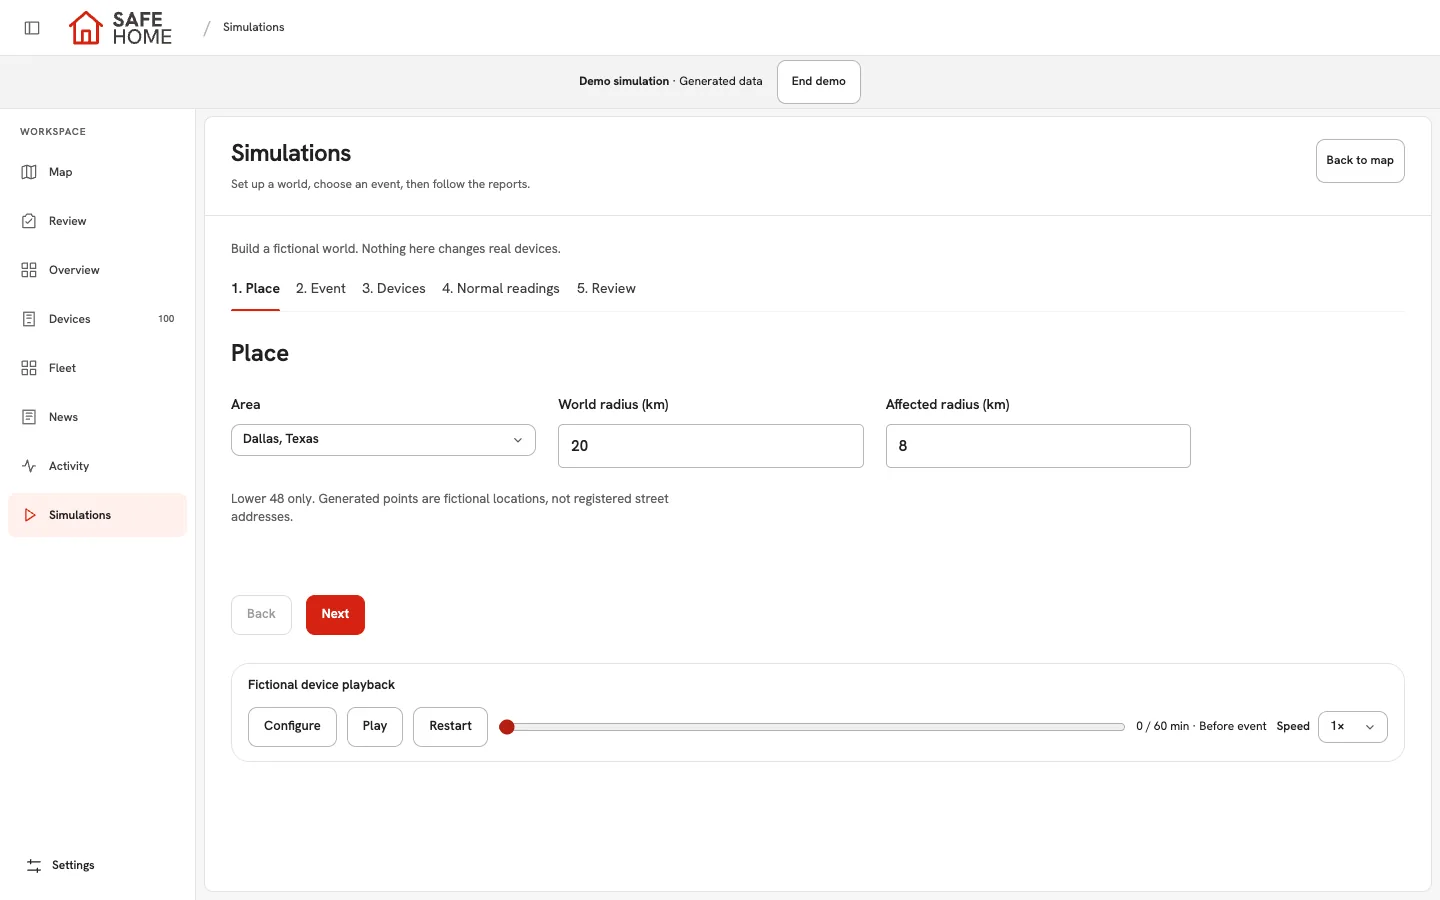 SAFE
HOME
/ Simulations
Demo simulation · Generated data
End demo
WORKSPACE
Map
Review
Overview
Devices 100
Fleet
News
Activity
Simulations
Settings
Simulations
Set up a world, choose an event, then follow the reports.
Back to map
Build a fictional world. Nothing here changes real devices.
1. Place 2. Event 3. Devices 4. Normal readings 5. Review
Place
Area World radius (km) Affected radius (km)
Dallas, Texas 20 8
Lower 48 only. Generated points are fictional locations, not registered street
addresses.
Back Next
Fictional device playback
Configure Play Restart 0 / 60 min · Before event Speed 1×